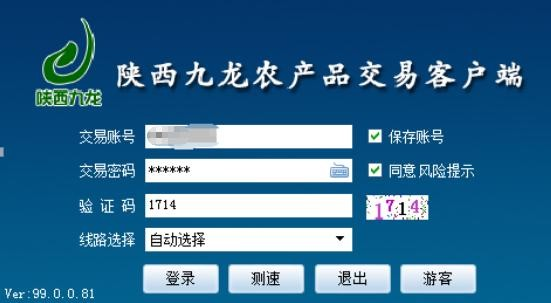 陕西九龙农产品交易客户端
陕西九龙
交易账号
保存账号
交易密码 ******
同意 风险提示
验证码 1714 1714
线路选择 自动选择
登录 测速 退出 游客
Ver:99.0.0.81